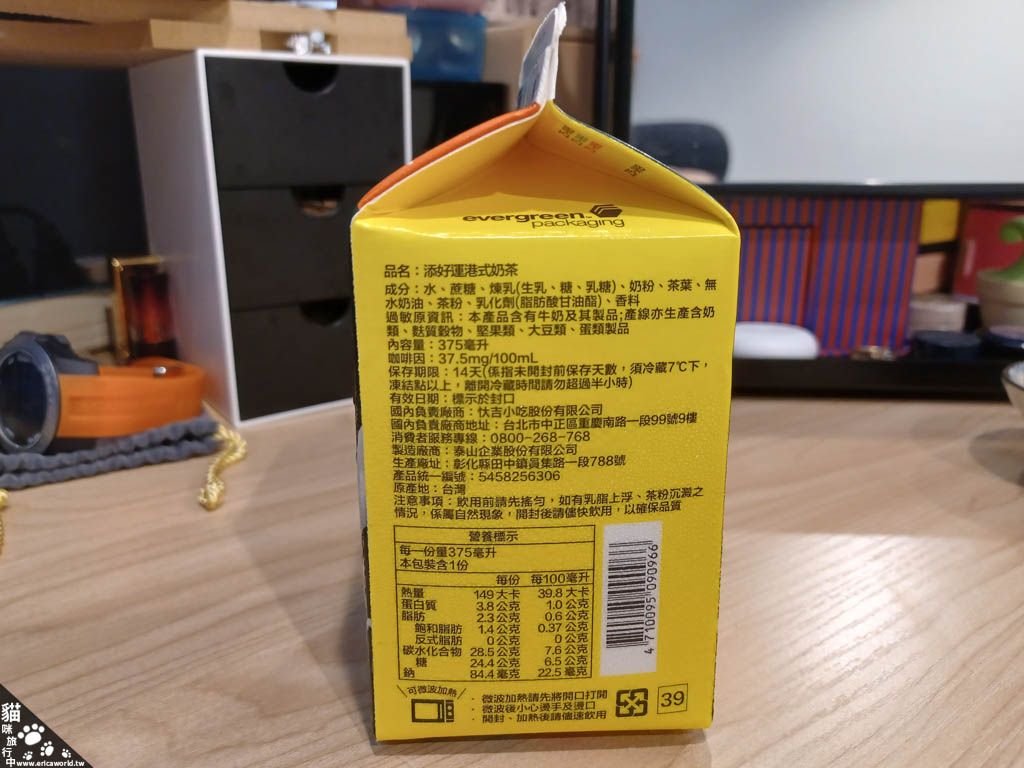 evergreen
packaging
品名：添好運港式奶茶
成分：水、蔗糖、煉乳(生乳、糖、乳糖)、奶粉、茶葉、無
水奶油、茶粉、乳化劑(脂肪酸甘油酯)、香料
過敏原資訊：本產品含有牛奶及其製品;產線亦生產含奶
類、麩質穀物、堅果類、大豆類、蛋類製品
內容量：375毫升
咖啡因：37.5mg/100mL
保存期限：14天(係指未開封前保存天數，須冷藏7℃下，
凍結點以上，離開冷藏時間請勿超過半小時)
有效日期：標示於封口
國內負責廠商：忕吉小吃股份有限公司
國內負責廠商地址：台北市中正區重慶南路一段99號9樓
消費者服務專線：0800-268-768
製造廠商：泰山企業股份有限公司
生產廠址：彰化縣田中鎮員集路一段788號
產品統一編號：5458256306
原產地：台灣
注意事項：飲用前請先搖勻，如有乳脂上浮、茶粉沉澱之
情況，係屬自然現象，開封後請儘快飲用，以確保品質
營養標示
每一份量375毫升
本包裝含1份
每份 每100毫升
熱量 149大卡 39.8大卡
蛋白質 3.8公克 1.0公克
脂肪 2.3公克 0.6公克
飽和脂肪 1.4公克 0.37公克
反式脂肪 0公克 0公克
碳水化合物 28.5公克 7.6公克
糖 24.4公克 6.5公克
鈉 84.4毫克 22.5毫克
4 710095 090966
可微波加熱
· 微波加熱請先將開口打開
· 微波後小心燙手及燙口
· 開封、加熱後請儘速飲用
39
貓咪旅行中
www.ericaworld.tw